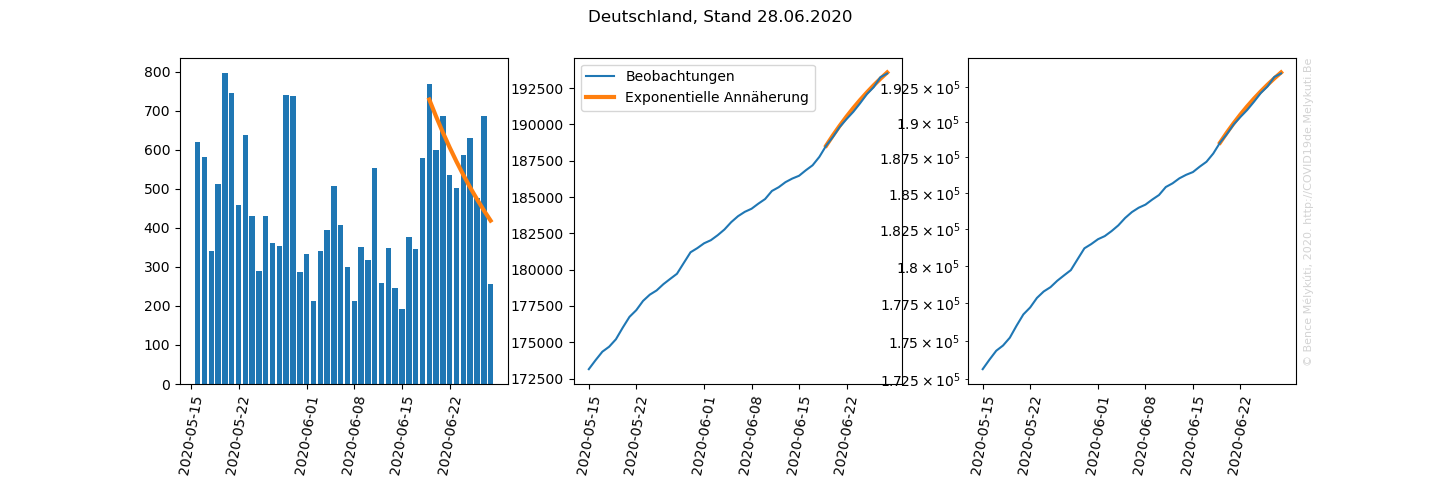 Deutschland, Stand 28.06.2020
800
700
600
500
400
300
200
100
0
2020-05-15
2020-05-22
2020-06-01
2020-06-08
2020-06-15
2020-06-22
Beobachtungen
Exponentielle Annäherung
192500
190000
187500
185000
182500
180000
177500
175000
172500
2020-05-15
2020-05-22
2020-06-01
2020-06-08
2020-06-15
2020-06-22
1.925 × 10⁵
1.9 × 10⁵
1.875 × 10⁵
1.85 × 10⁵
1.825 × 10⁵
1.8 × 10⁵
1.775 × 10⁵
1.75 × 10⁵
1.725 × 10⁵
2020-05-15
2020-05-22
2020-06-01
2020-06-08
2020-06-15
2020-06-22
© Bence Mélykúti, 2020. http://COVID19de.Melykuti.Be